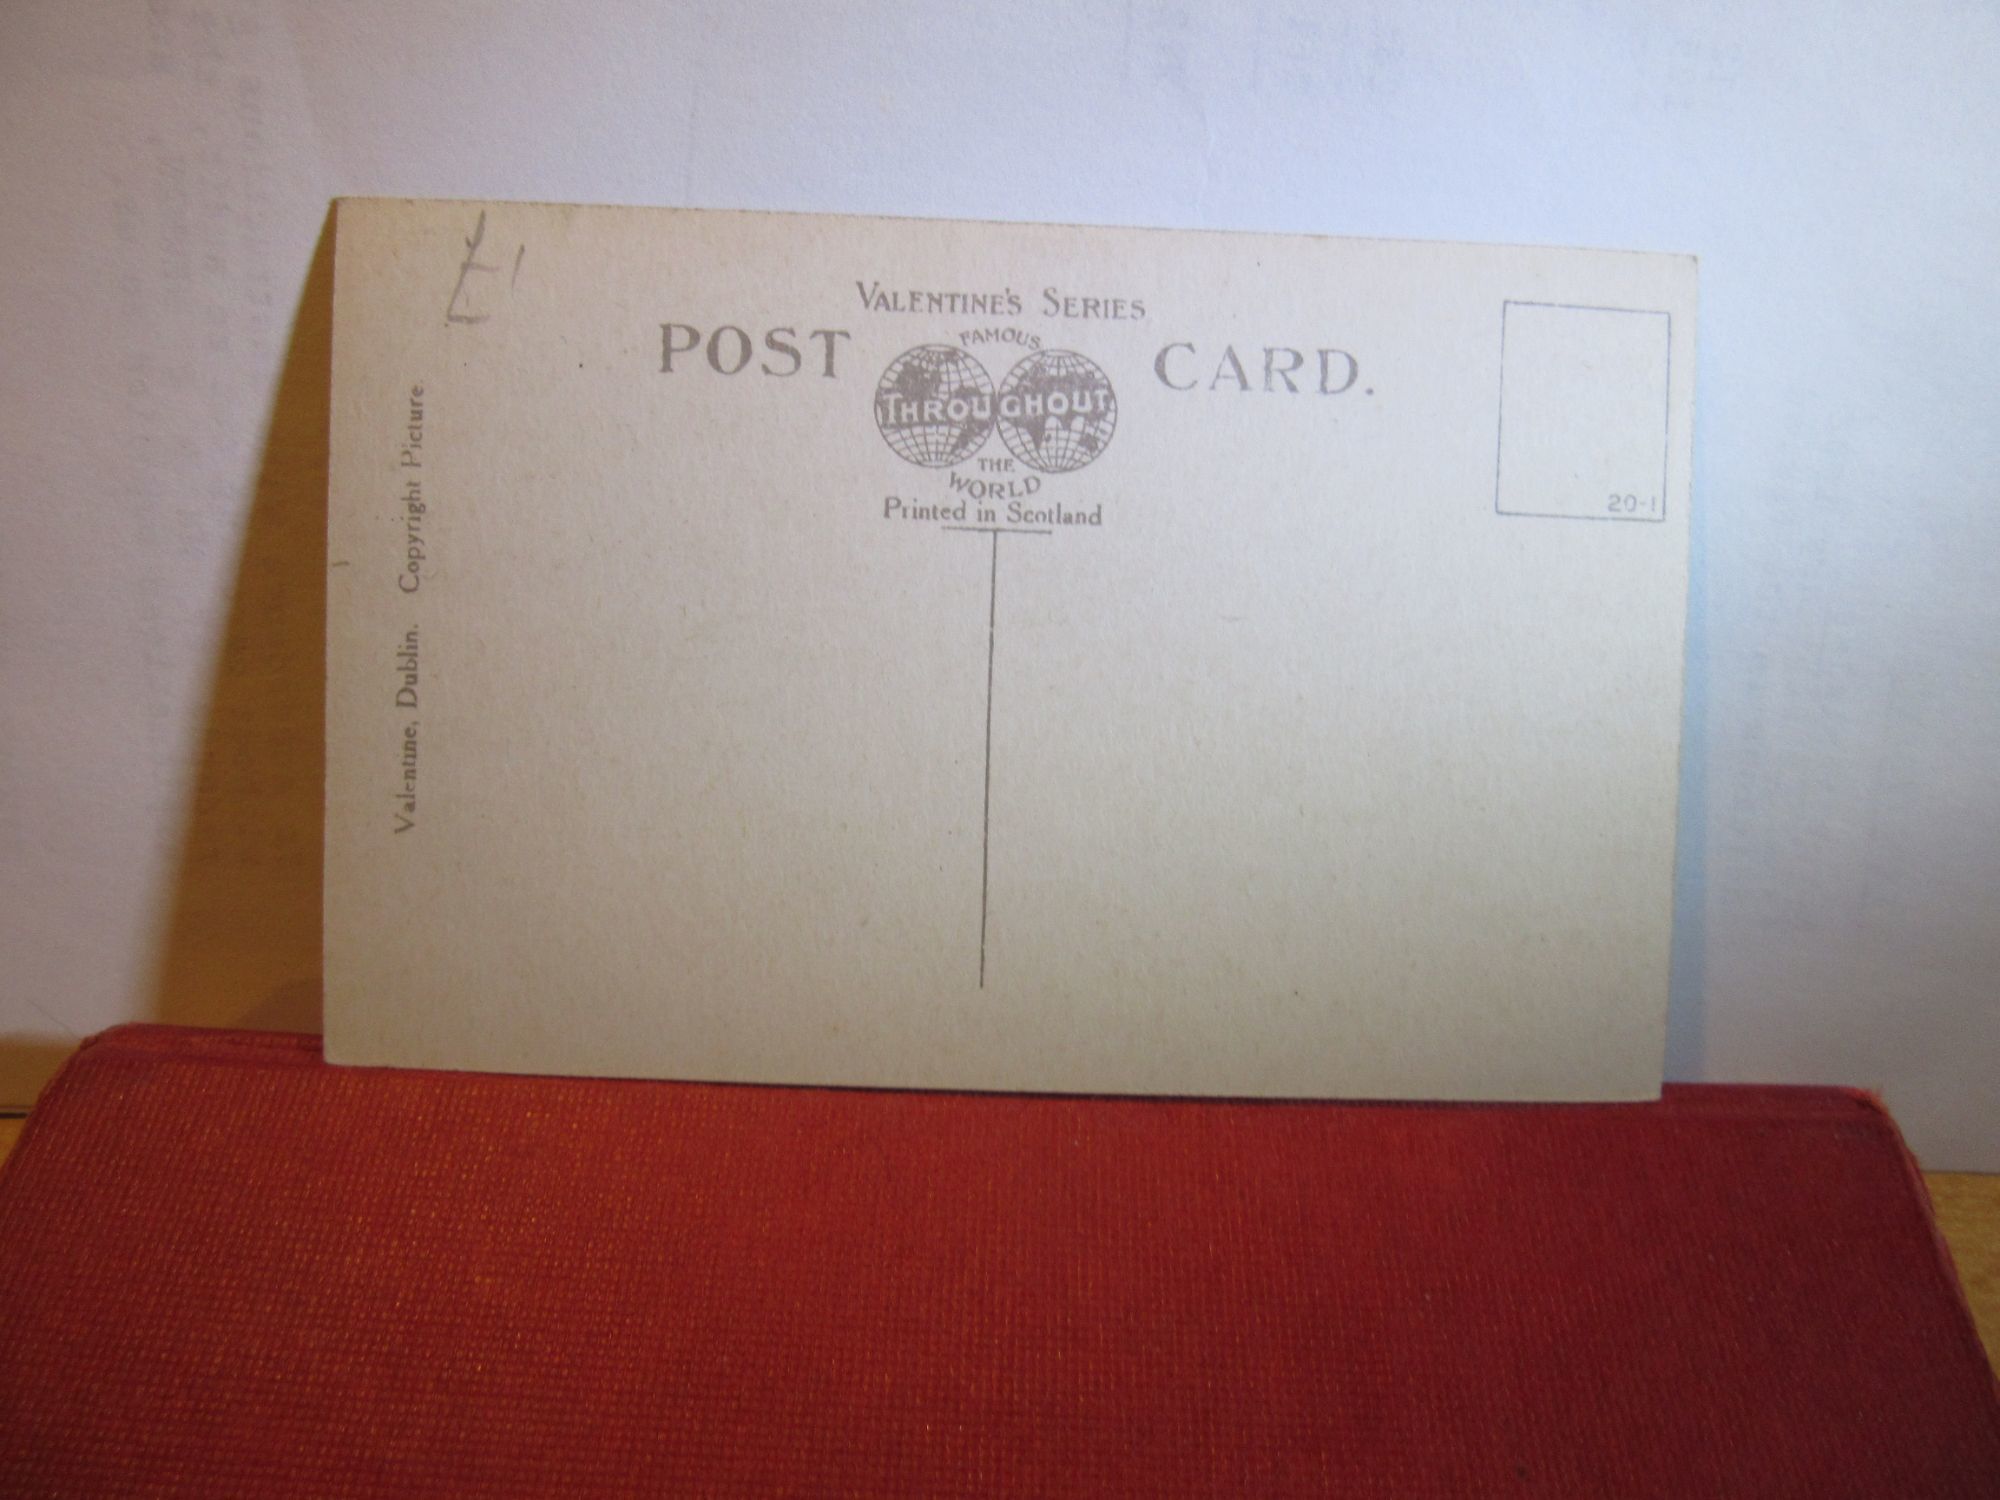 £1
VALENTINE'S SERIES
POST CARD.
FAMOUS
THROUGHOUT
THE
WORLD
Printed in Scotland
20-1
Valentine, Dublin. Copyright Picture